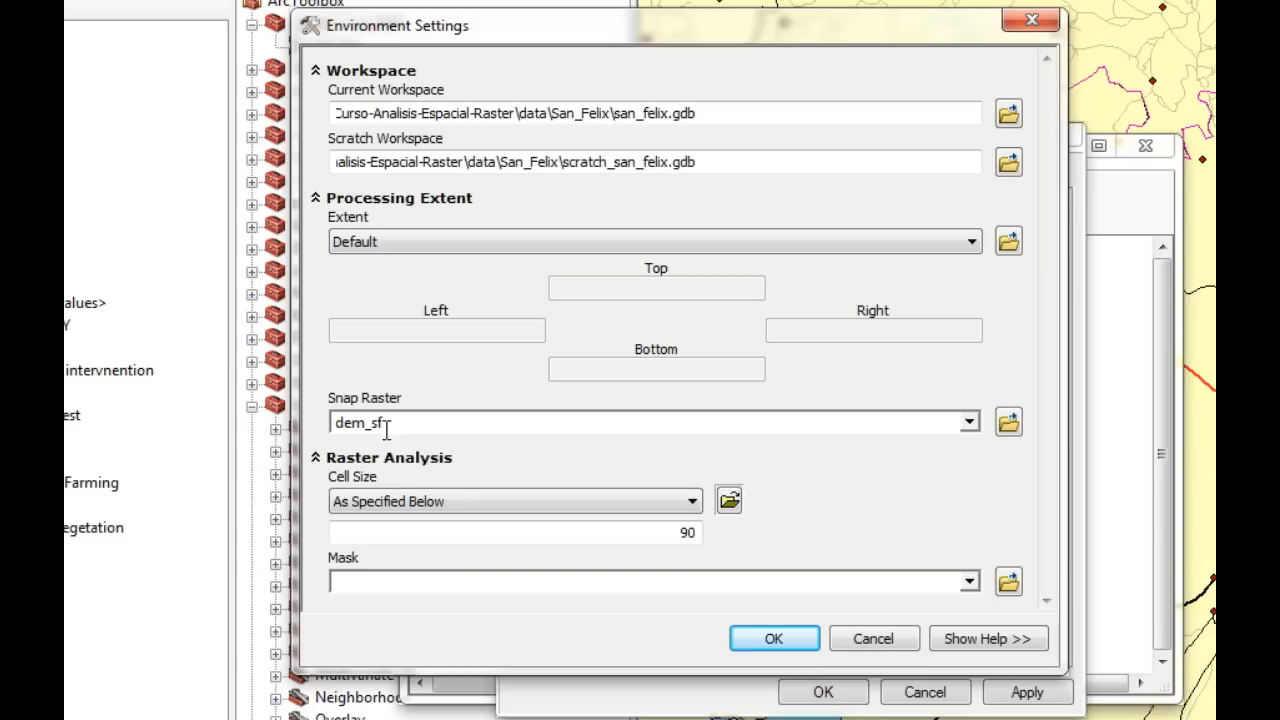 ArcToolbox
Environment Settings
Workspace
Current Workspace
Curso-Analisis-Espacial-Raster\data\San_Felix\san_felix.gdb
Scratch Workspace
alisis-Espacial-Raster\data\San_Felix\scratch_san_felix.gdb
Processing Extent
Extent
Default
Top
Left
Right
Bottom
Snap Raster
dem_sf
Raster Analysis
Cell Size
As Specified Below
90
Mask
OK
Cancel
Show Help >>
alues>
Y
intervnention
est
Farming
egetation
Multivariate
Neighborhoo
Overlay
OK
Cancel
Apply